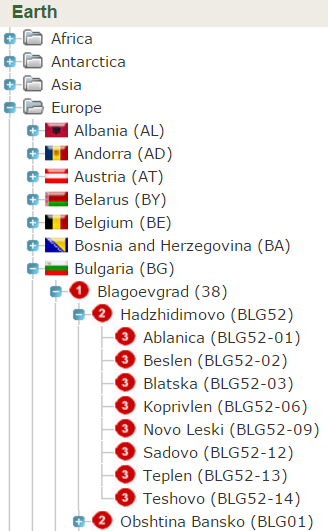 Earth
Africa
Antarctica
Asia
Europe
Albania (AL)
Andorra (AD)
Austria (AT)
Belarus (BY)
Belgium (BE)
Bosnia and Herzegovina (BA)
Bulgaria (BG)
1 Blagoevgrad (38)
2 Hadzhidimovo (BLG52)
3 Ablanica (BLG52-01)
3 Beslen (BLG52-02)
3 Blatska (BLG52-03)
3 Koprivlen (BLG52-06)
3 Novo Leski (BLG52-09)
3 Sadovo (BLG52-12)
3 Teplen (BLG52-13)
3 Teshovo (BLG52-14)
2 Obshtina Bansko (BLG01)